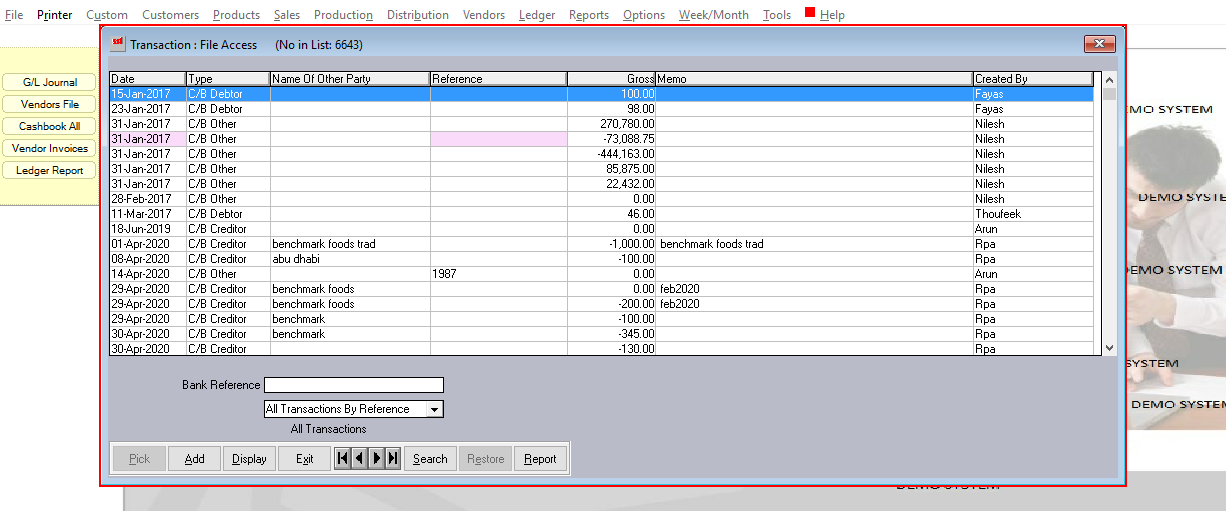 File Printer Custom Customers Products Sales Production Distribution Vendors Ledger Reports Options Week/Month Tools Help
Transaction : File Access (No in List: 6643)
G/L Journal
Vendors File
Cashbook All
Vendor Invoices
Ledger Report
Date Type Name Of Other Party Reference Gross Memo Created By
15-Jan-2017 C/B Debtor 100.00 Fayas
23-Jan-2017 C/B Debtor 98.00 Fayas
31-Jan-2017 C/B Other 270,780.00 Nilesh
31-Jan-2017 C/B Other -73,088.75 Nilesh
31-Jan-2017 C/B Other -444,163.00 Nilesh
31-Jan-2017 C/B Other 85,875.00 Nilesh
31-Jan-2017 C/B Other 22,432.00 Nilesh
28-Feb-2017 C/B Other 0.00 Nilesh
11-Mar-2017 C/B Debtor 46.00 Thoufeek
18-Jun-2019 C/B Creditor 0.00 Arun
01-Apr-2020 C/B Creditor benchmark foods trad -1,000.00 benchmark foods trad Rpa
08-Apr-2020 C/B Creditor abu dhabi -100.00 Rpa
14-Apr-2020 C/B Other 1987 0.00 Arun
29-Apr-2020 C/B Creditor benchmark foods 0.00 feb2020 Rpa
29-Apr-2020 C/B Creditor benchmark foods -200.00 feb2020 Rpa
29-Apr-2020 C/B Creditor benchmark -100.00 Rpa
30-Apr-2020 C/B Creditor benchmark -345.00 Rpa
30-Apr-2020 C/B Creditor -130.00 Rpa
Bank Reference
All Transactions By Reference
All Transactions
Pick Add Display Exit Search Restore Report
SYSTEM
DEMO
SYSTEM
SYSTEM
DEMO SYSTEM
DEMO SYSTEM